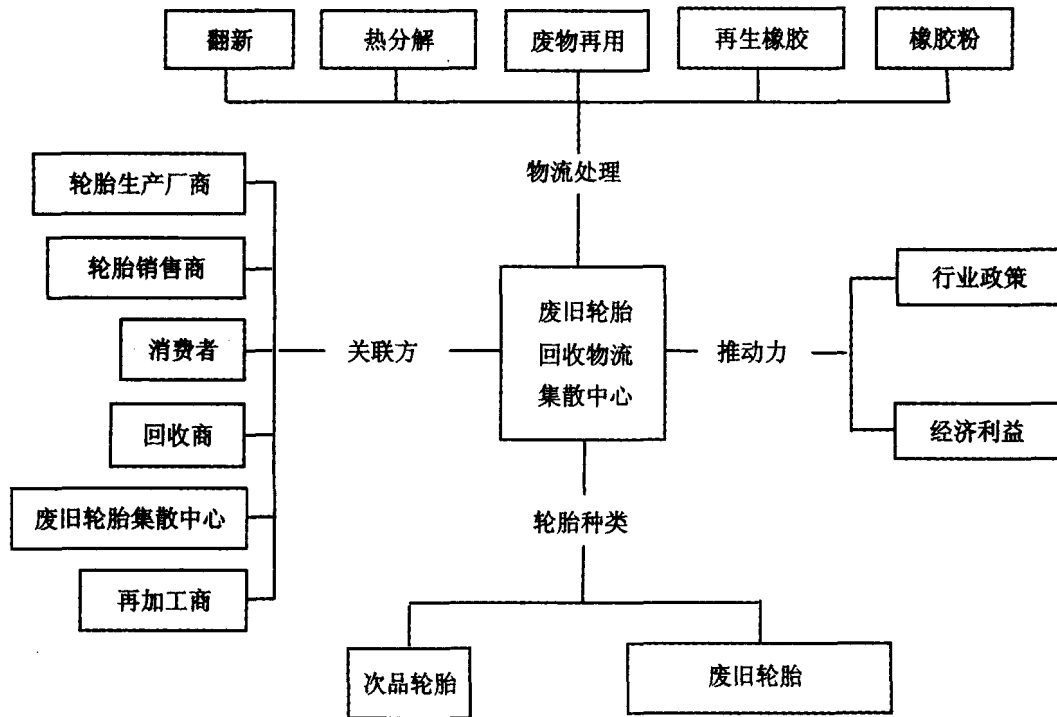 翻新
热分解
废物再用
再生橡胶
橡胶粉
物流处理
轮胎生产厂商
轮胎销售商
消费者
回收商
废旧轮胎集散中心
再加工商
关联方
废旧轮胎
回收物流
集散中心
推动力
行业政策
经济利益
轮胎种类
次品轮胎
废旧轮胎